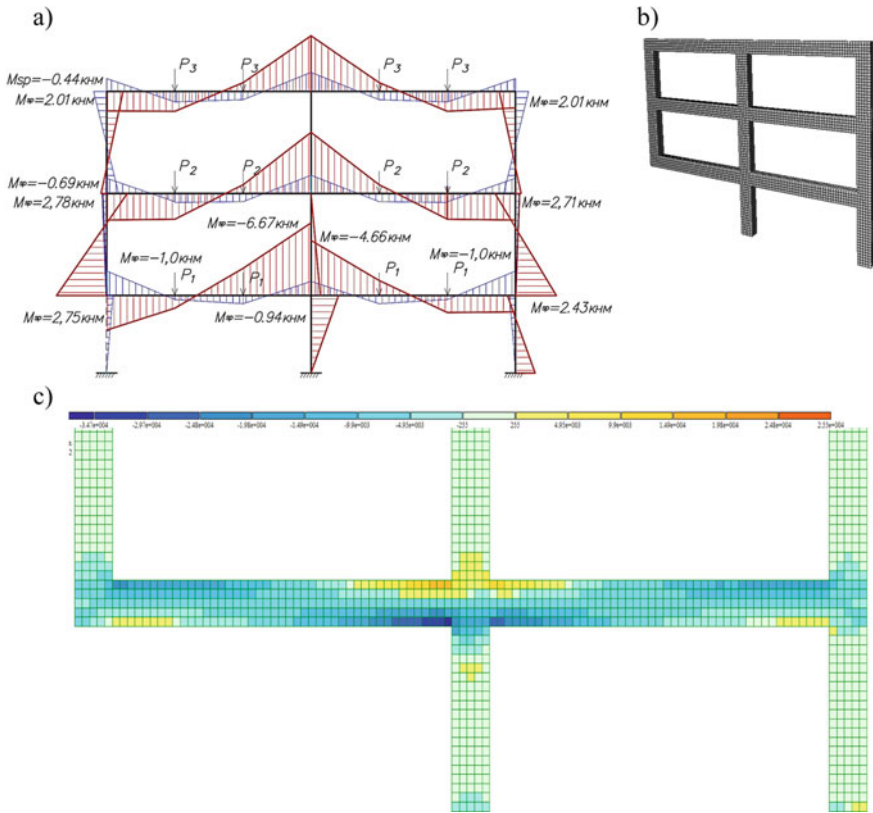 a)
b)
P3 P3 P3 P3
Msp=-0.44кнм
Mφ=2.01кнм
Mφ=2.01кнм
P2 P2 P2 P2
Mφ=-0.69кнм
Mφ=2,78кнм
Mφ=2,71кнм
Mφ=-6.67кнм
Mφ=-4.66кнм
Mφ=-1,0кнм
Mφ=-1,0кнм
P1 P1 P1 P1
Mφ=2,75кнм
Mφ=-0.94кнм
Mφ=2.43кнм
c)
-2.97e+004 -2.48e+004 -1.98e+004 -1.49e+004 -9.9e+003 -4.95e+003 -255 255 4.95e+003 9.9e+003 1.49e+004 1.98e+004 2.48e+004